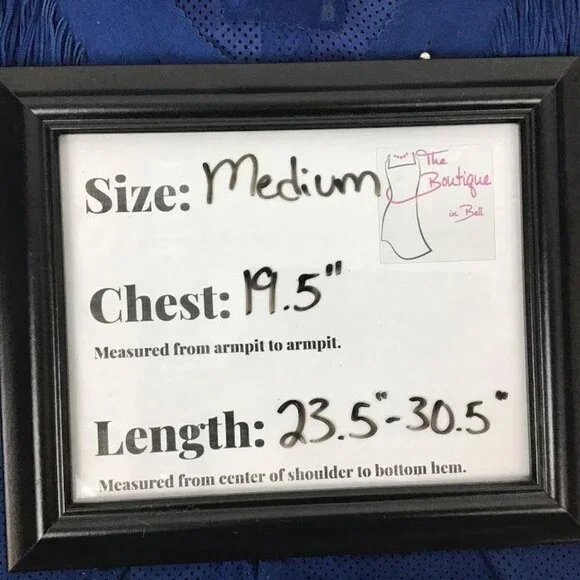 Size: Medium
The
Boutique
in Bell
Chest: 19.5"
Measured from armpit to armpit.
Length: 23.5"-30.5"
Measured from center of shoulder to bottom hem.